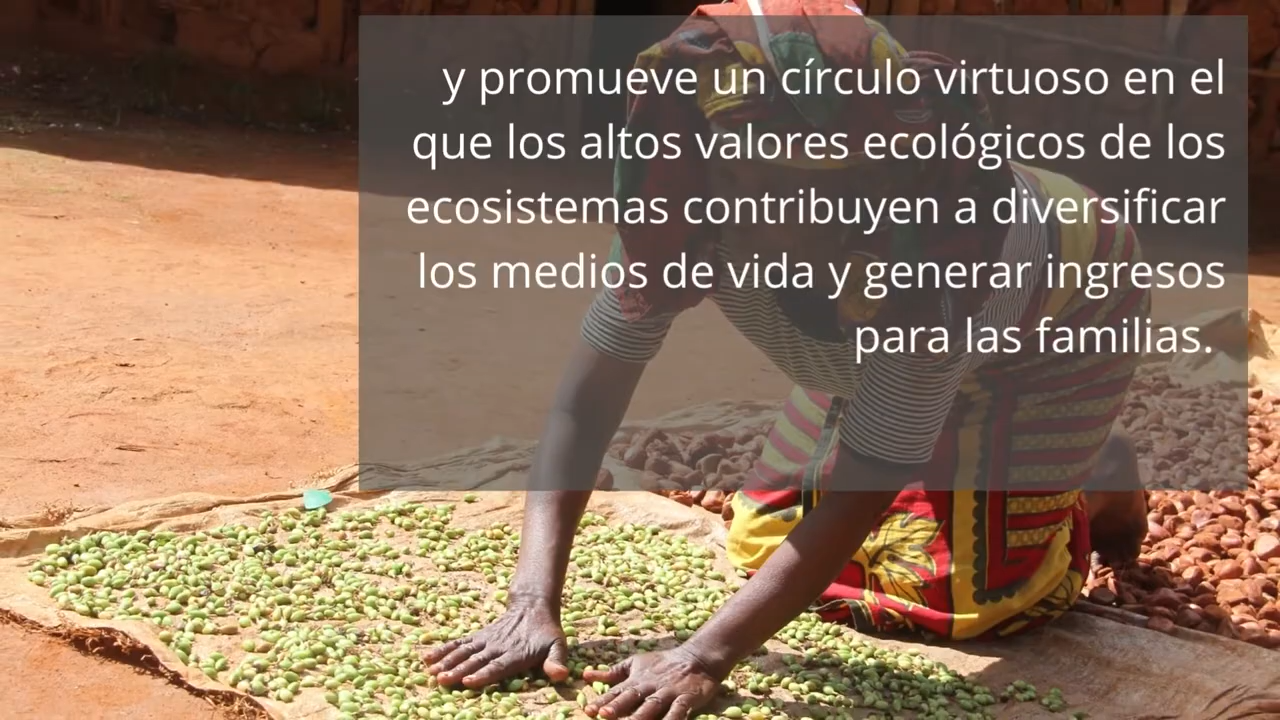 y promueve un círculo virtuoso en el
que los altos valores ecológicos de los
ecosistemas contribuyen a diversificar
los medios de vida y generar ingresos
para las familias.